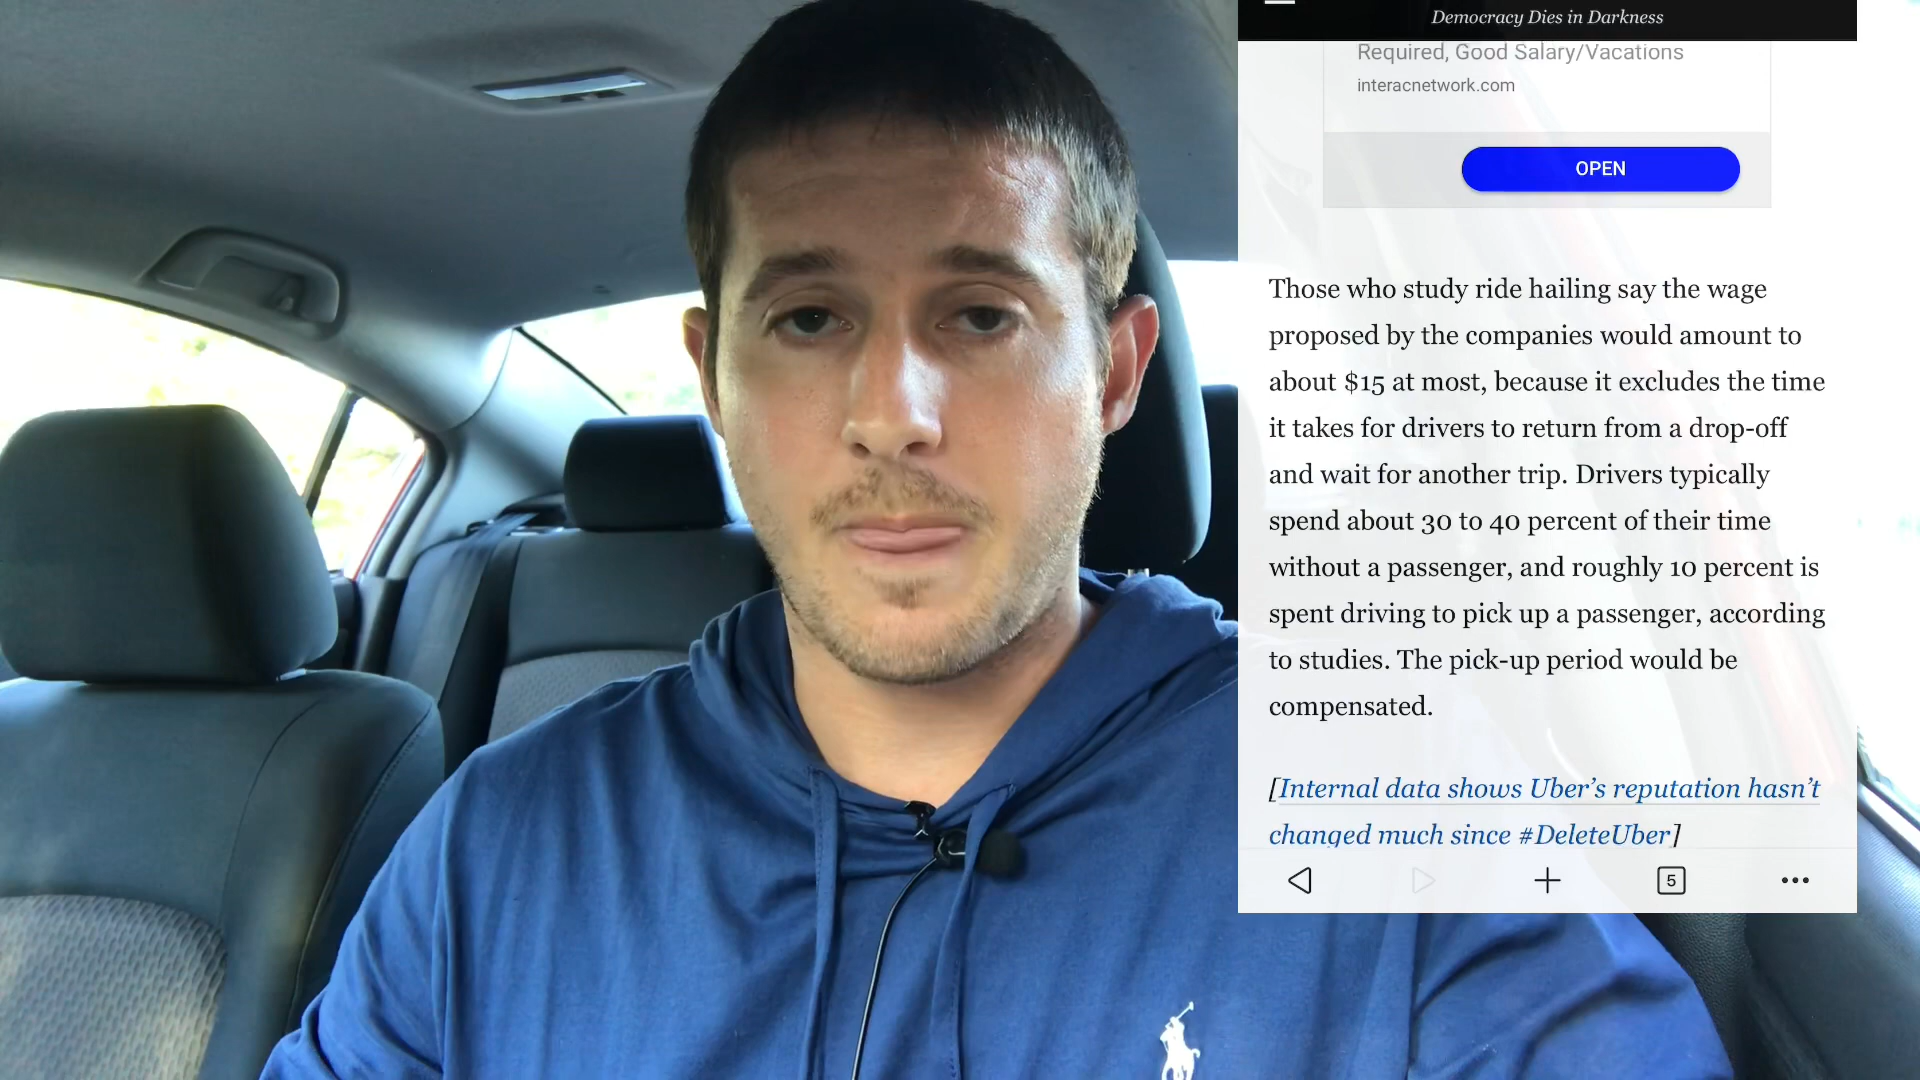 Democracy Dies in Darkness
Required, Good Salary/Vacations
interacnetwork.com
OPEN
Those who study ride hailing say the wage
proposed by the companies would amount to
about $15 at most, because it excludes the time
it takes for drivers to return from a drop-off
and wait for another trip. Drivers typically
spend about 30 to 40 percent of their time
without a passenger, and roughly 10 percent is
spent driving to pick up a passenger, according
to studies. The pick-up period would be
compensated.
[Internal data shows Uber’s reputation hasn’t
changed much since #DeleteUber]
5